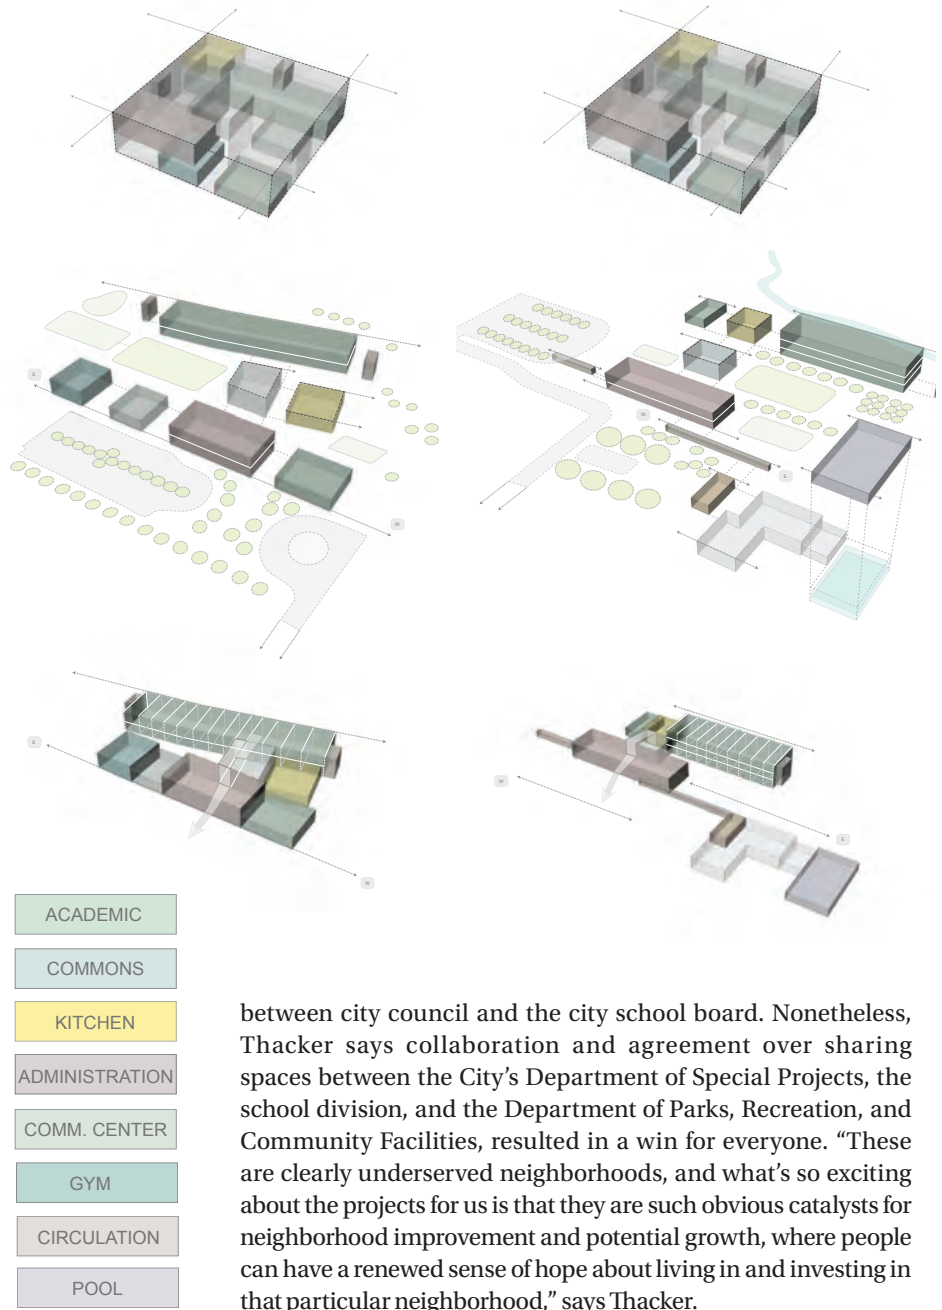 E
W
W
E
E
W
W
E
ACADEMIC
COMMONS
KITCHEN
ADMINISTRATION
COMM. CENTER
GYM
CIRCULATION
POOL
between city council and the city school board. Nonetheless,
Thacker says collaboration and agreement over sharing
spaces between the City’s Department of Special Projects, the
school division, and the Department of Parks, Recreation, and
Community Facilities, resulted in a win for everyone. “These
are clearly underserved neighborhoods, and what’s so exciting
about the projects for us is that they are such obvious catalysts for
neighborhood improvement and potential growth, where people
can have a renewed sense of hope about living in and investing in
that particular neighborhood,” says Thacker.